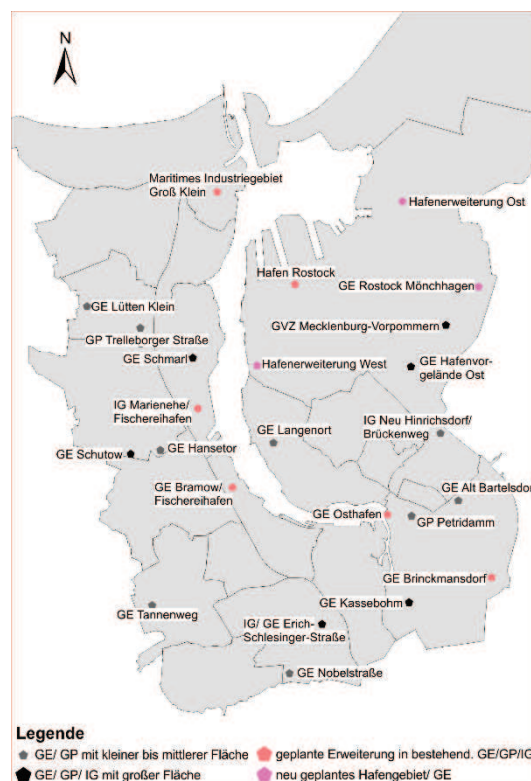 N
Maritimes Industriegebiet
Groß Klein
Hafenerweiterung Ost
Hafen Rostock
GE Rostock Mönchhagen
GE Lütten Klein
GVZ Mecklenburg-Vorpommern
GP Trelleborger Straße
GE Schmarl
Hafenerweiterung West
GE Hafenvor-
gelände Ost
IG Marienehe/
Fischereihafen
IG Neu Hinrichsdorf/
Brückenweg
GE Langenort
GE Hansetor
GE Schutow
GE Bramow/
Fischereihafen
GE Alt Bartelsdor
GE Osthafen
GP Petridamm
GE Brinckmansdorf
GE Kassebohm
GE Tannenweg
IG/ GE Erich-
Schlesinger-Straße
GE Nobelstraße
Legende
GE/ GP mit kleiner bis mittlerer Fläche
geplante Erweiterung in bestehend. GE/GP/IG
GE/ GP/ IG mit großer Fläche
neu geplantes Hafengebiet/ GE